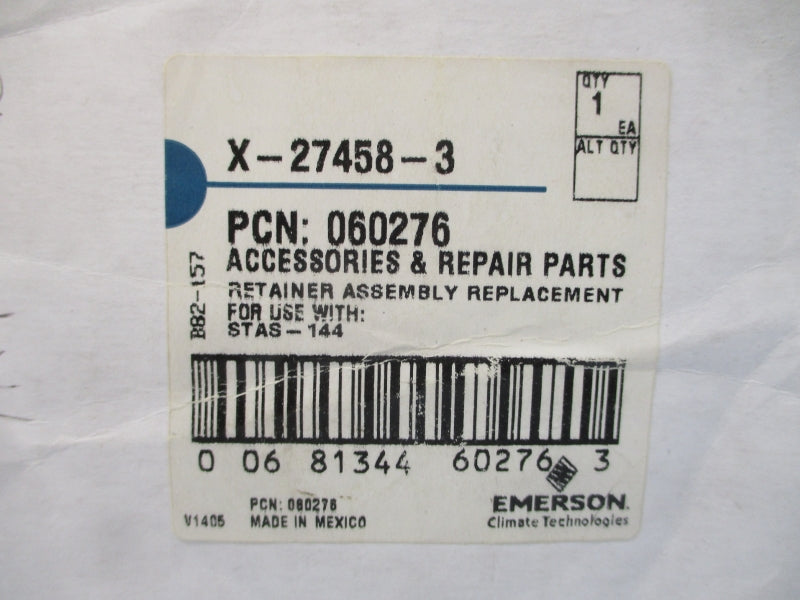 QTY
1
EA
ALT QTY
X-27458-3
PCN: 060276
ACCESSORIES & REPAIR PARTS
RETAINER ASSEMBLY REPLACEMENT
FOR USE WITH:
STAS-144
BB2-157
0 06 81344 60276 3
PCN: 060276
V1405 MADE IN MEXICO
EMERSON.
Climate Technologies